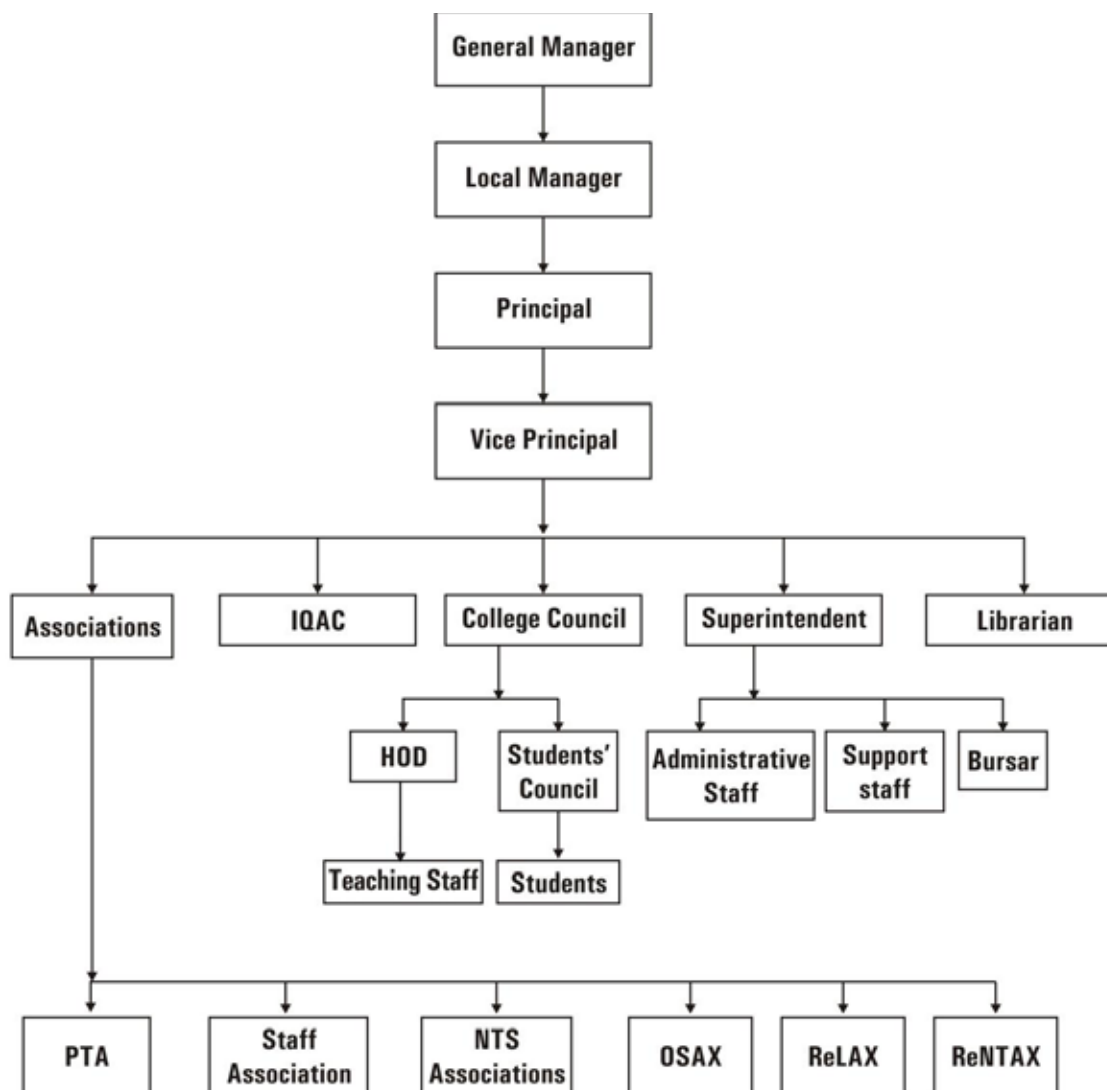 General Manager
Local Manager
Principal
Vice Principal
Associations
IQAC
College Council
Superintendent
Librarian
HOD
Students’
Council
Administrative
Staff
Support
staff
Bursar
Teaching Staff
Students
PTA
Staff
Association
NTS
Associations
OSAX
ReLAX
ReNTAX